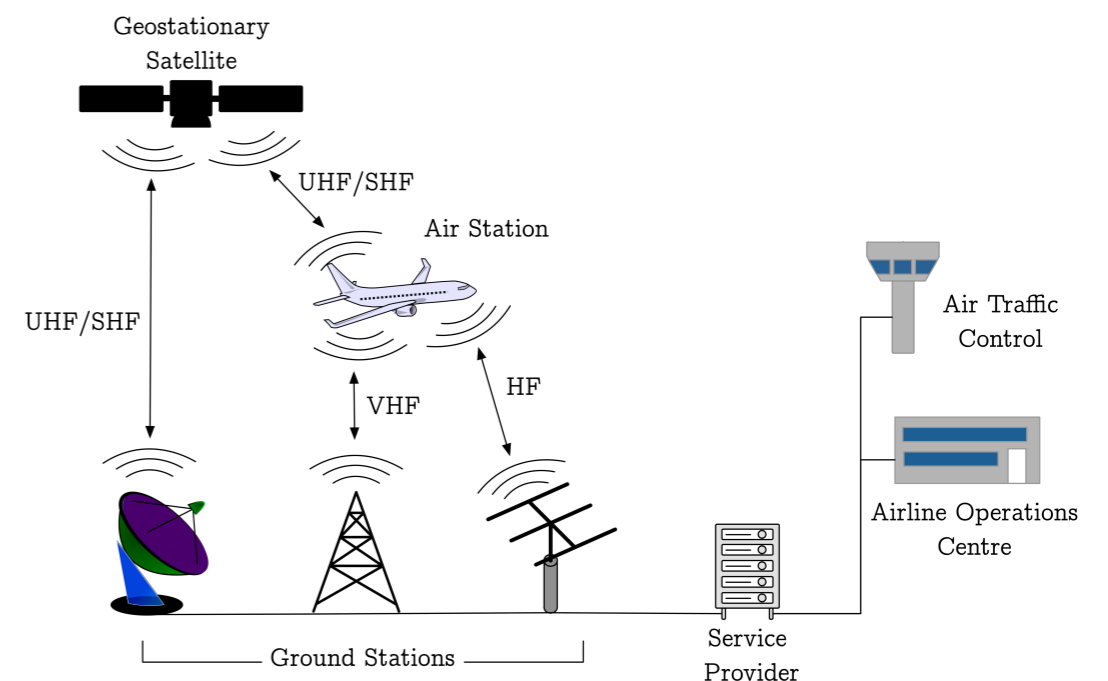 Geostationary
Satellite
UHF/SHF
Air Station
UHF/SHF
HF
VHF
Air Traffic
Control
Airline Operations
Centre
Ground Stations
Service
Provider